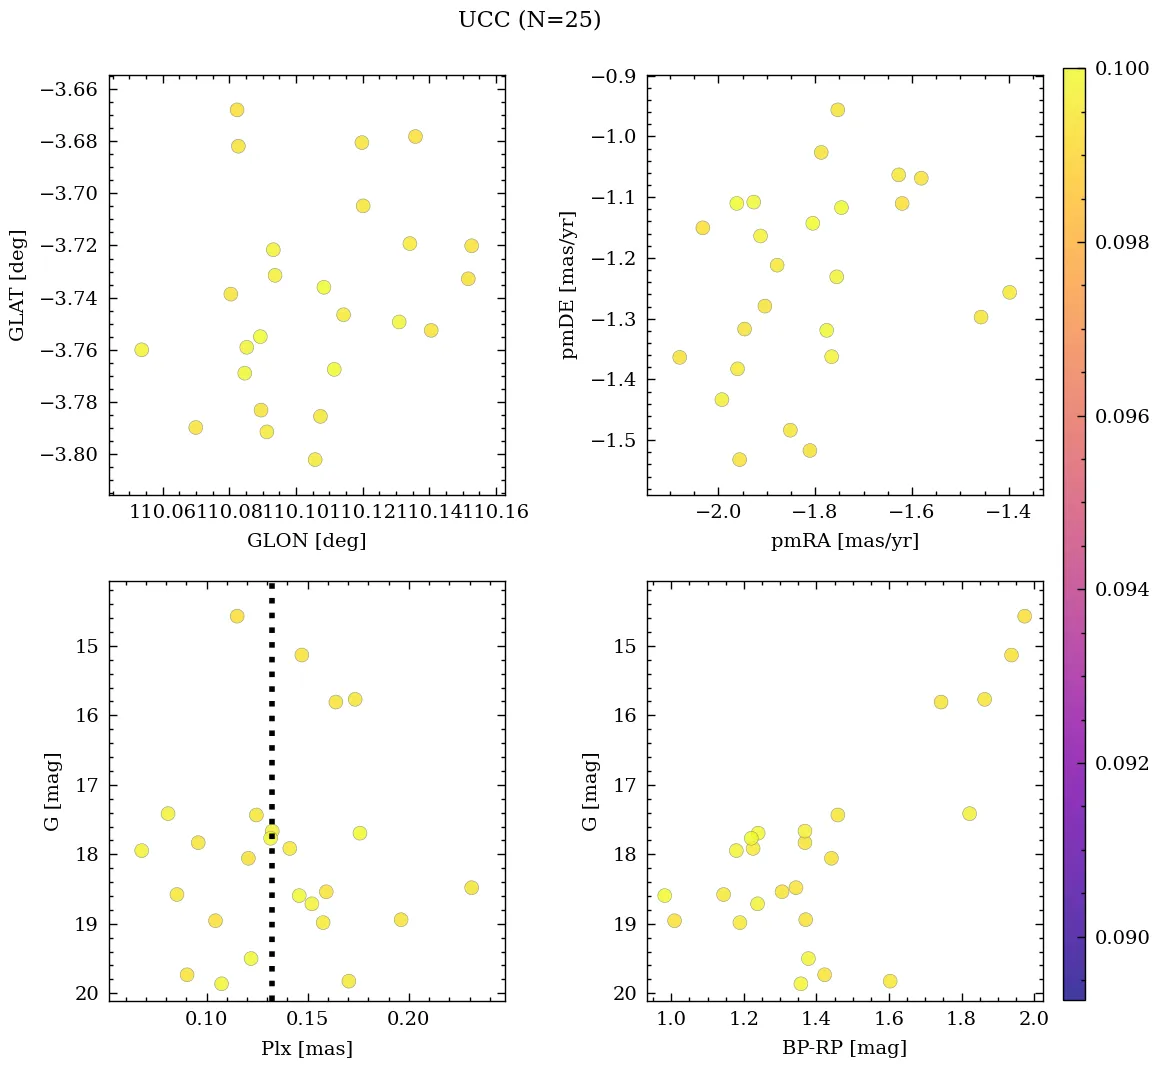 UCC (N=25)
−3.66
−3.68
−3.70
−3.72
−3.74
−3.76
−3.78
−3.80
GLAT [deg]
110.06 110.08 110.10 110.12 110.14 110.16
GLON [deg]
−0.9
−1.0
−1.1
−1.2
−1.3
−1.4
−1.5
pmDE [mas/yr]
−2.0 −1.8 −1.6 −1.4
pmRA [mas/yr]
15
16
17
18
19
20
G [mag]
0.10 0.15 0.20
Plx [mas]
15
16
17
18
19
20
G [mag]
1.0 1.2 1.4 1.6 1.8 2.0
BP-RP [mag]
0.100
0.098
0.096
0.094
0.092
0.090